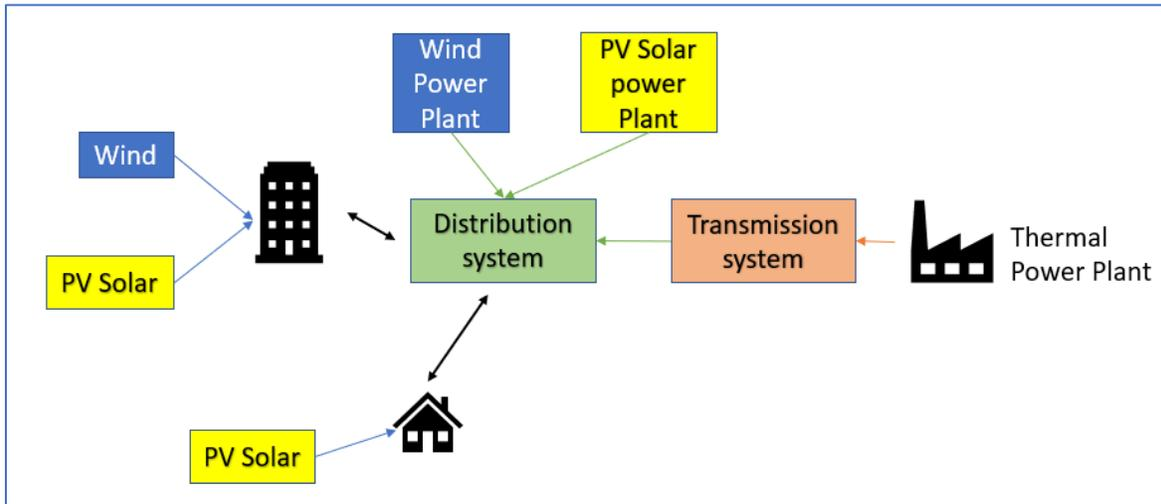 Wind
Power
Plant
PV Solar
power
Plant
Wind
PV Solar
Distribution
system
Transmission
system
Thermal
Power Plant
PV Solar